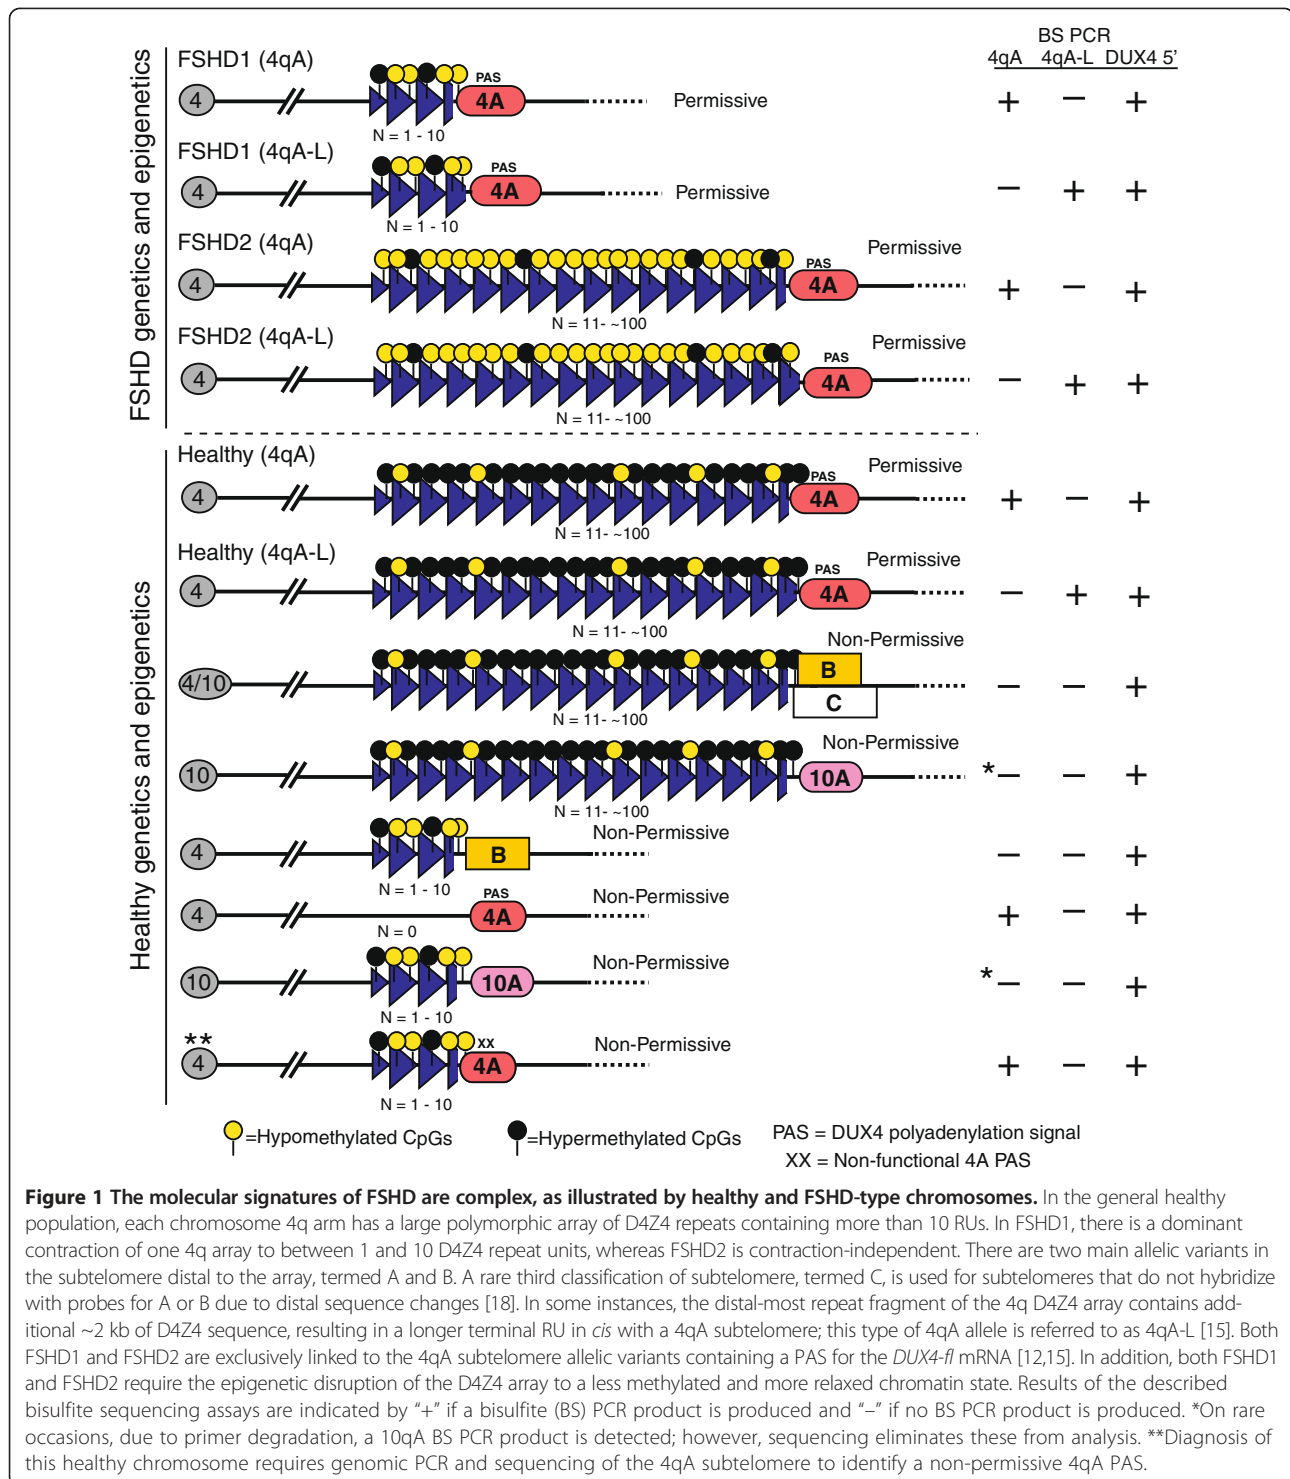 FSHD genetics and epigenetics
BS PCR
4qA 4qA-L DUX4 5’
FSHD1 (4qA)
4
PAS
4A
Permissive
+ – +
N = 1 - 10
FSHD1 (4qA-L)
4
PAS
4A
Permissive
– + +
N = 1 - 10
FSHD2 (4qA)
4
PAS
4A
Permissive
+ – +
N = 11- ~100
FSHD2 (4qA-L)
4
PAS
4A
Permissive
– + +
N = 11- ~100
Healthy genetics and epigenetics
Healthy (4qA)
4
PAS
4A
Permissive
+ – +
N = 11- ~100
Healthy (4qA-L)
4
PAS
4A
Permissive
– + +
N = 11- ~100
4/10
B
C
Non-Permissive
– – +
N = 11- ~100
10
10A
Non-Permissive
*– – +
N = 11- ~100
4
B
Non-Permissive
– – +
N = 1 - 10
4
PAS
4A
Non-Permissive
+ – +
N = 0
10
10A
Non-Permissive
*– – +
N = 1 - 10
**
4
XX
4A
Non-Permissive
+ – +
N = 1 - 10
=Hypomethylated CpGs
=Hypermethylated CpGs
PAS = DUX4 polyadenylation signal
XX = Non-functional 4A PAS
Figure 1 The molecular signatures of FSHD are complex, as illustrated by healthy and FSHD-type chromosomes. In the general healthy
population, each chromosome 4q arm has a large polymorphic array of D4Z4 repeats containing more than 10 RUs. In FSHD1, there is a dominant
contraction of one 4q array to between 1 and 10 D4Z4 repeat units, whereas FSHD2 is contraction-independent. There are two main allelic variants in
the subtelomere distal to the array, termed A and B. A rare third classification of subtelomere, termed C, is used for subtelomeres that do not hybridize
with probes for A or B due to distal sequence changes [18]. In some instances, the distal-most repeat fragment of the 4q D4Z4 array contains add-
itional ~2 kb of D4Z4 sequence, resulting in a longer terminal RU in cis with a 4qA subtelomere; this type of 4qA allele is referred to as 4qA-L [15]. Both
FSHD1 and FSHD2 are exclusively linked to the 4qA subtelomere allelic variants containing a PAS for the DUX4-fl mRNA [12,15]. In addition, both FSHD1
and FSHD2 require the epigenetic disruption of the D4Z4 array to a less methylated and more relaxed chromatin state. Results of the described
bisulfite sequencing assays are indicated by “+” if a bisulfite (BS) PCR product is produced and “–” if no BS PCR product is produced. *On rare
occasions, due to primer degradation, a 10qA BS PCR product is detected; however, sequencing eliminates these from analysis. **Diagnosis of
this healthy chromosome requires genomic PCR and sequencing of the 4qA subtelomere to identify a non-permissive 4qA PAS.